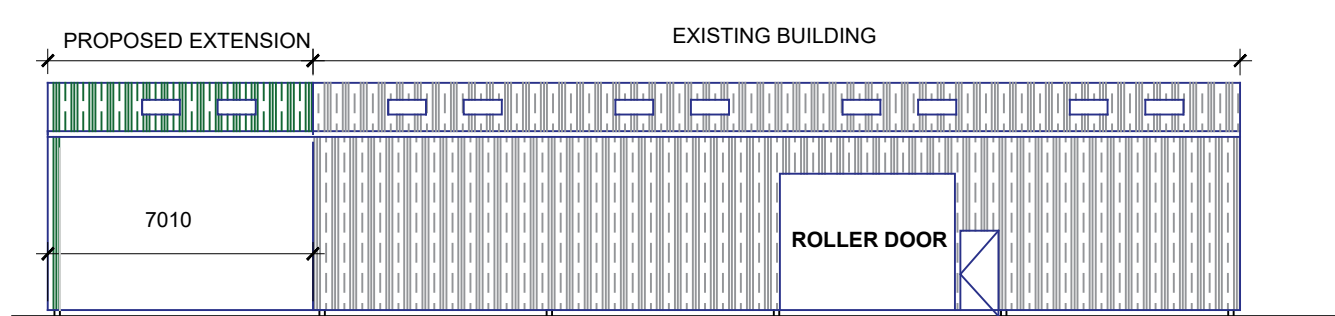 PROPOSED EXTENSION
EXISTING BUILDING
7010
ROLLER DOOR